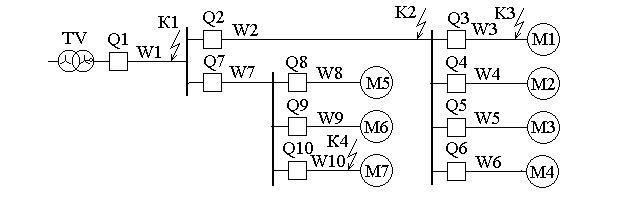 K1 Q2 K2 Q3 K3
TV Q1 W2 W3 M1
W1 Q7 W7 Q8 W8 M5 Q4 W4 M2
Q9 W9 M6 Q5 W5 M3
K4
Q10 W10 M7 Q6 W6 M4